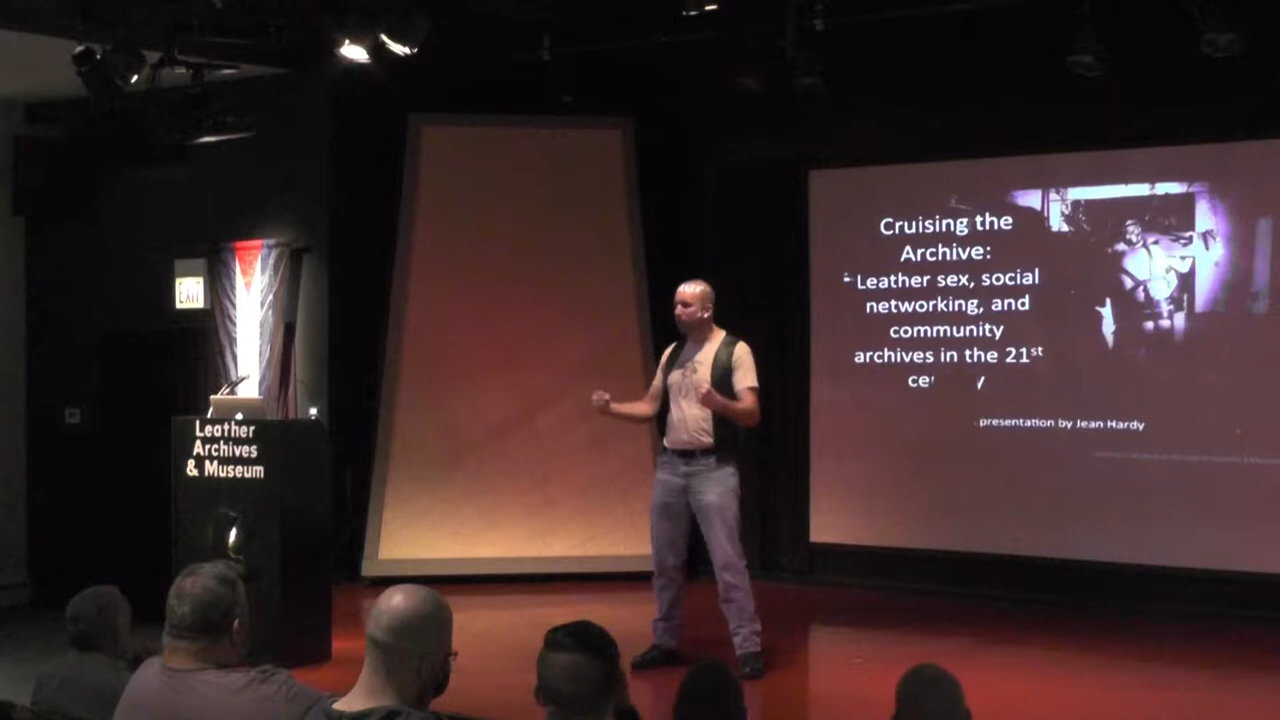 EXIT
Leather
Archives
& Museum
Cruising the
Archive:
Leather sex, social
networking, and
community
archives in the 21st
presentation by Jean Hardy